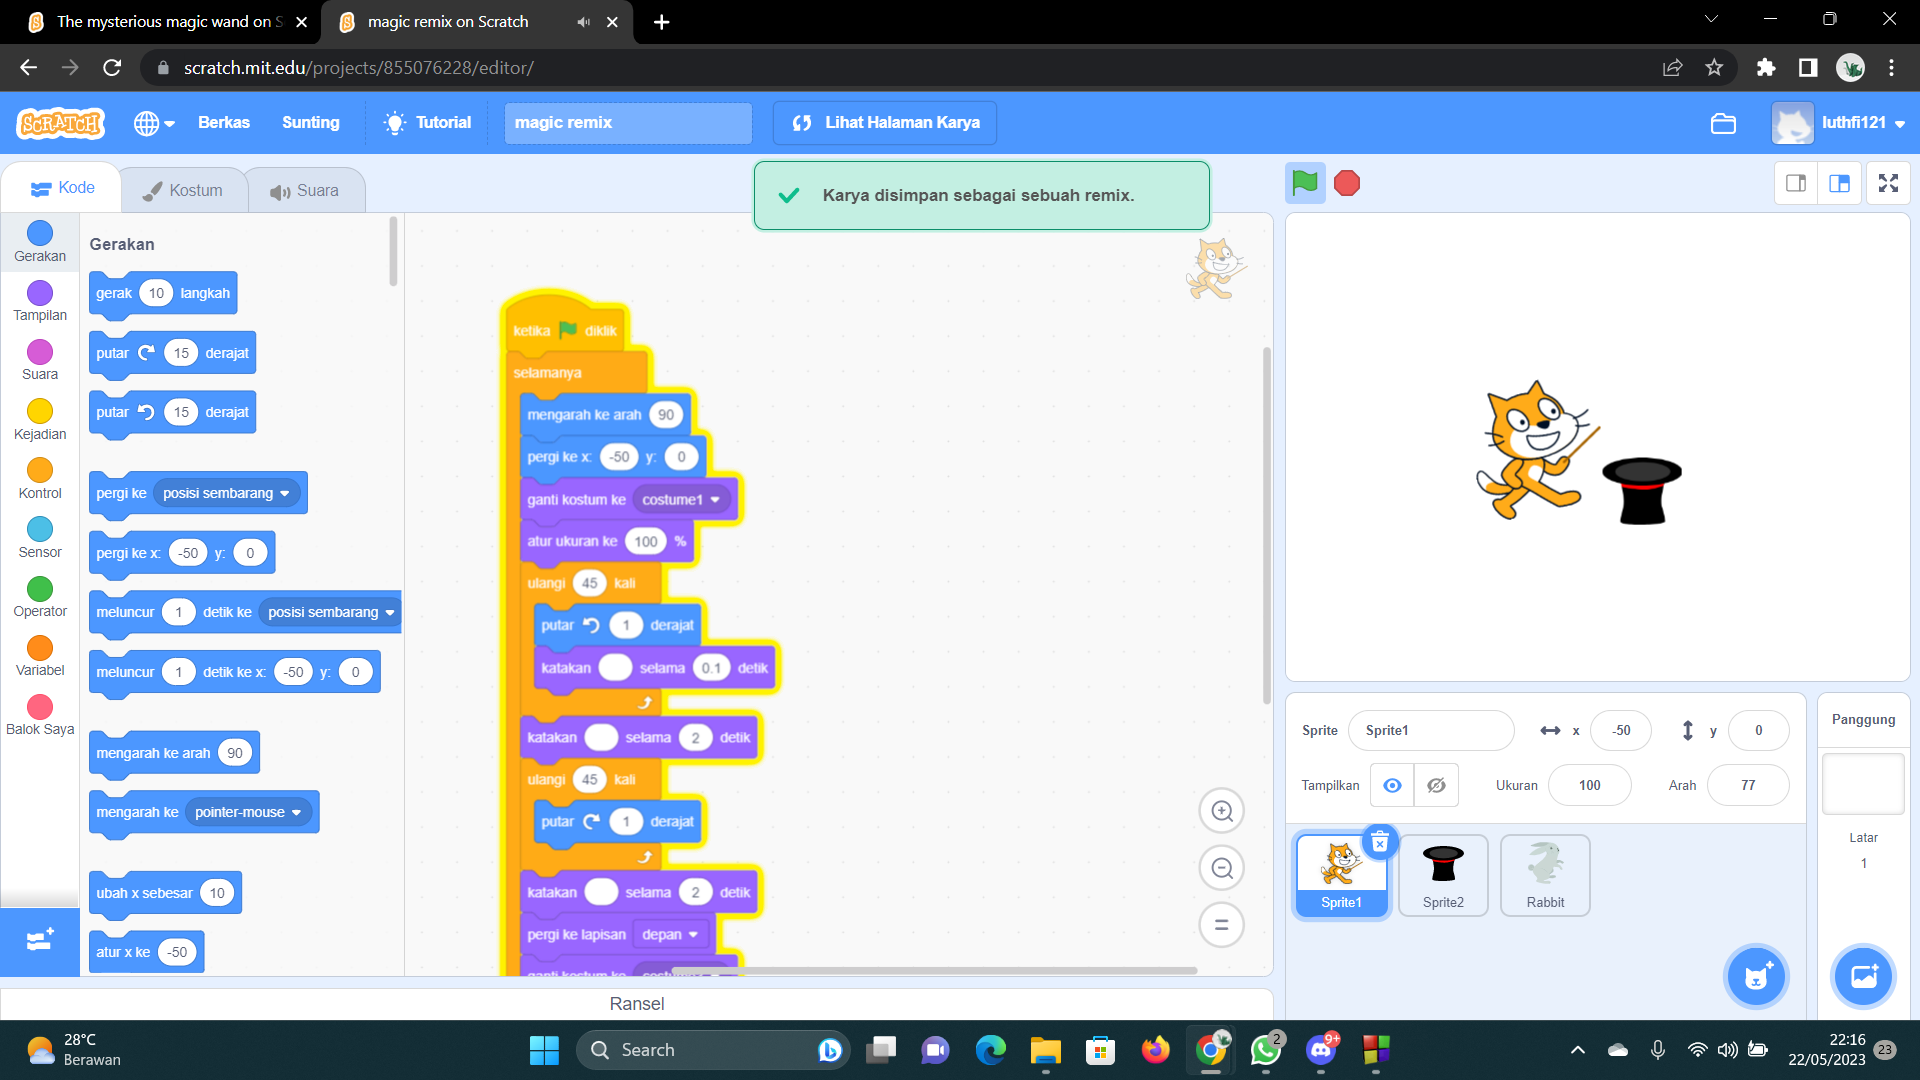 The mysterious magic wand on S
magic remix on Scratch
scratch.mit.edu/projects/855076228/editor/
SCRATCH
Berkas
Sunting
Tutorial
magic remix
Lihat Halaman Karya
luthfi121
Kode
Kostum
Suara
Karya disimpan sebagai sebuah remix.
Gerakan
Tampilan
Suara
Kejadian
Kontrol
Sensor
Operator
Variabel
Balok Saya
Gerakan
gerak 10 langkah
putar 15 derajat
putar 15 derajat
pergi ke posisi sembarang
pergi ke x: -50 y: 0
meluncur 1 detik ke posisi sembarang
meluncur 1 detik ke x: -50 y: 0
mengarah ke arah 90
mengarah ke pointer-mouse
ubah x sebesar 10
atur x ke -50
ketika diklik
selamanya
mengarah ke arah 90
pergi ke x: -50 y: 0
ganti kostum ke costume1
atur ukuran ke 100 %
ulangi 45 kali
putar 1 derajat
katakan selama 0.1 detik
katakan selama 2 detik
ulangi 45 kali
putar 1 derajat
katakan selama 2 detik
pergi ke lapisan depan
ganti kostum ke
Ransel
Sprite Sprite1 x -50 y 0
Tampilkan Ukuran 100 Arah 77
Sprite1
Sprite2
Rabbit
Panggung
Latar
1
28°C
Berawan
Search
2
9+
22:16
22/05/2023
23